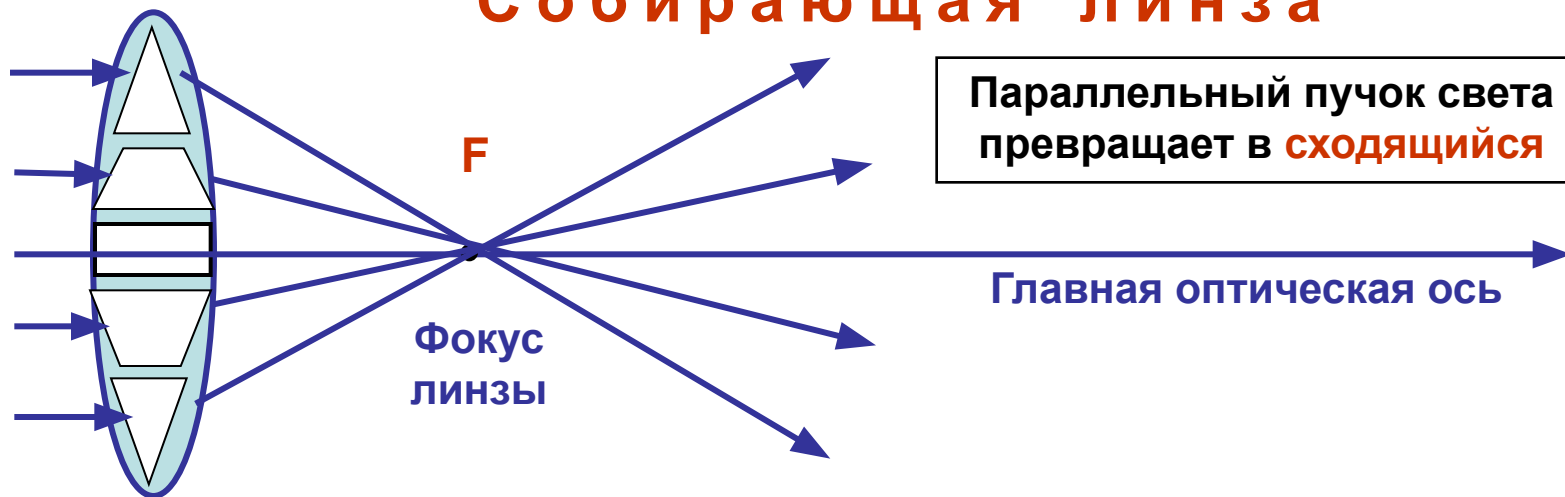 Собирающая линза
Параллельный пучок света
превращает в сходящийся
F
Главная оптическая ось
Фокус
линзы